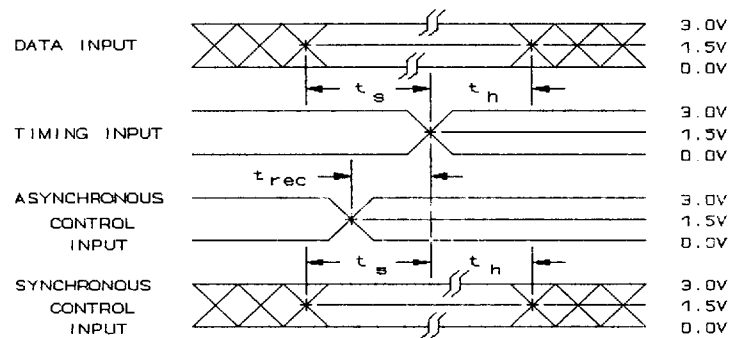 DATA INPUT
3.0V
1.5V
0.0V
ts
th
TIMING INPUT
3.0V
1.5V
0.0V
trec
ASYNCHRONOUS
CONTROL
INPUT
3.0V
1.5V
0.0V
ts
th
SYNCHRONOUS
CONTROL
INPUT
3.0V
1.5V
0.0V